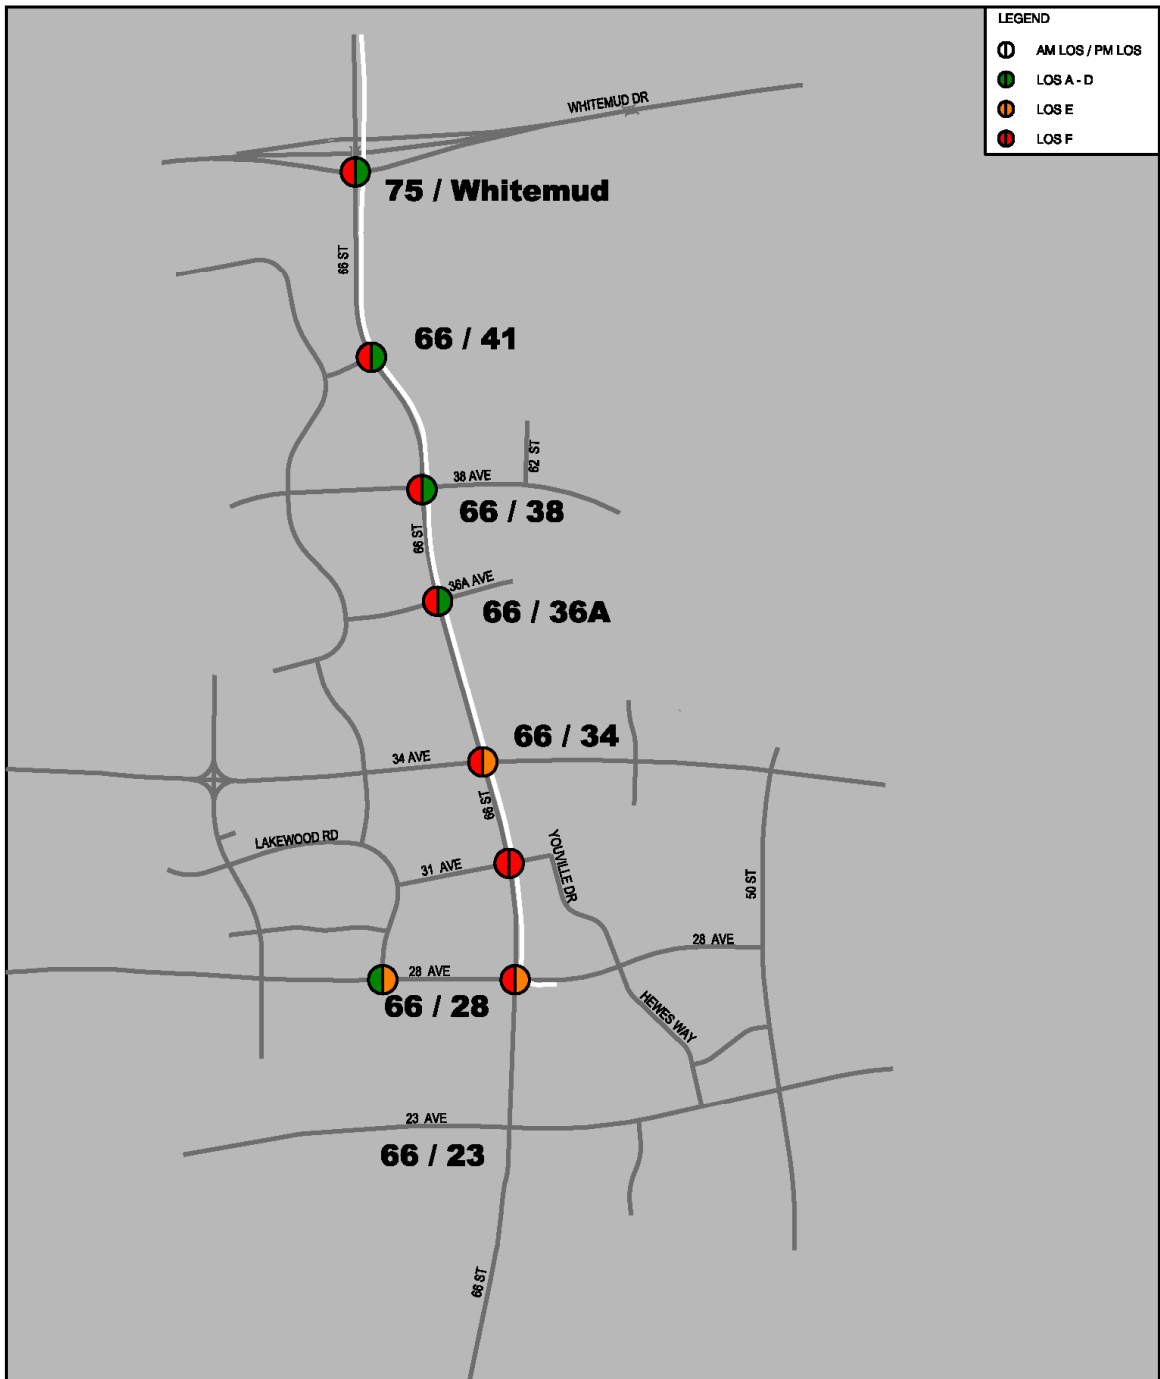 LEGEND
AM LOS / PM LOS
LOS A - D
LOS E
LOS F
WHITEMUD DR
75 / Whitemud
66 ST
66 / 41
62 ST
38 AVE
66 / 38
66 ST
36A AVE
66 / 36A
66 / 34
34 AVE
66 ST
LAKEWOOD RD
YOUVILLE DR
31 AVE
50 ST
28 AVE
28 AVE
66 / 28
HEWES WAY
23 AVE
66 / 23
66 ST